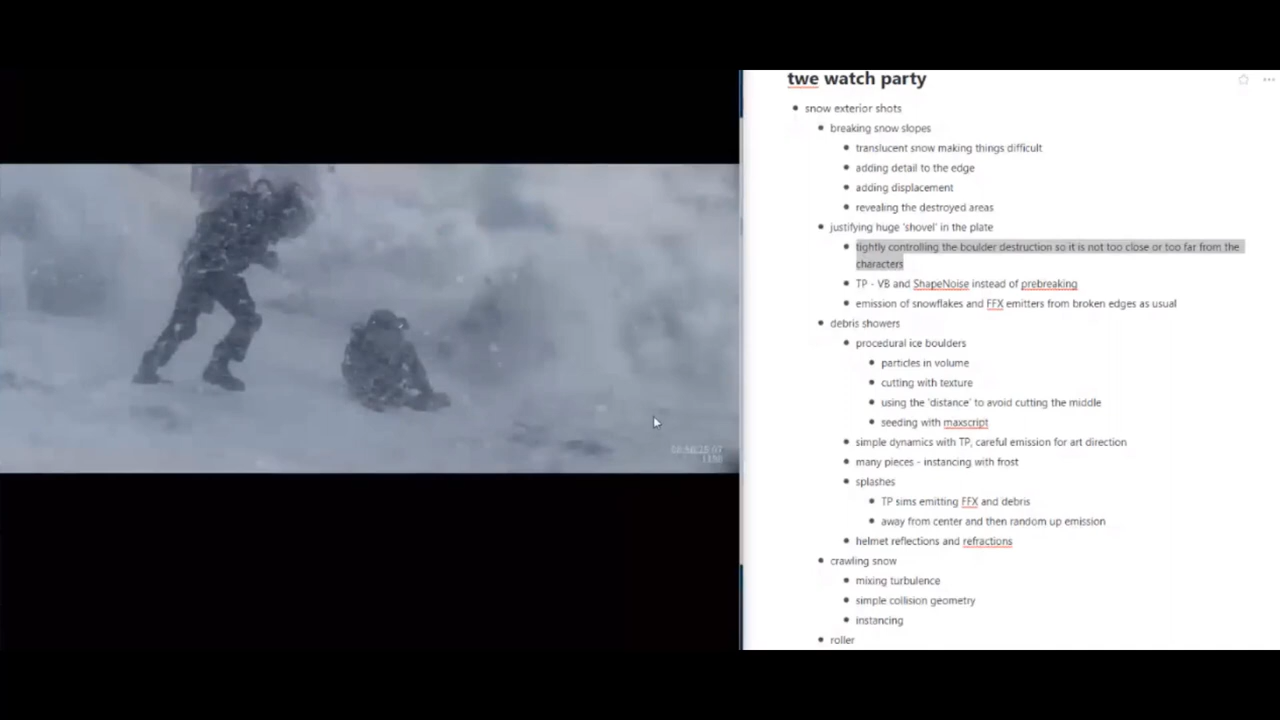 twe watch party
snow exterior shots
breaking snow slopes
translucent snow making things difficult
adding detail to the edge
adding displacement
revealing the destroyed areas
justifying huge 'shovel' in the plate
tightly controlling the boulder destruction so it is not too close or too far from the
characters
TP - VB and ShapeNoise instead of prebreaking
emission of snowflakes and FFX emitters from broken edges as usual
debris showers
procedural ice boulders
particles in volume
cutting with texture
using the 'distance' to avoid cutting the middle
seeding with maxscript
simple dynamics with TP, careful emission for art direction
many pieces - instancing with frost
splashes
TP sims emitting FFX and debris
away from center and then random up emission
helmet reflections and refractions
crawling snow
mixing turbulence
simple collision geometry
instancing
roller